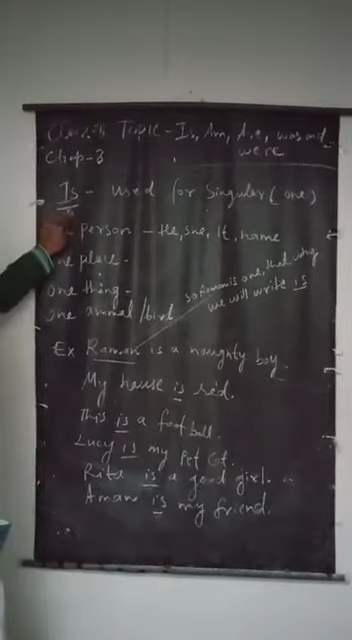 Class-3 Topic - Is, Am, Are, was and
were
Chap-3
Is - used for Singular (one)
person - He, she, It, name
one place -
one thing -
one animal/bird
so Raman is one, that's why
we will write is
Ex Raman is a naughty boy.
My house is red.
This is a football.
Lucy is my pet cat.
Rita is a good girl.
Aman is my friend.